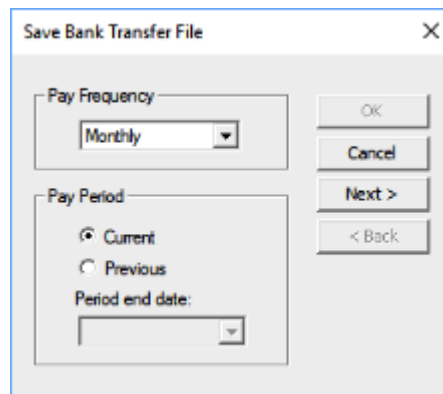 Save Bank Transfer File
Pay Frequency
Monthly
OK
Cancel
Next >
< Back
Pay Period
Current
Previous
Period end date: